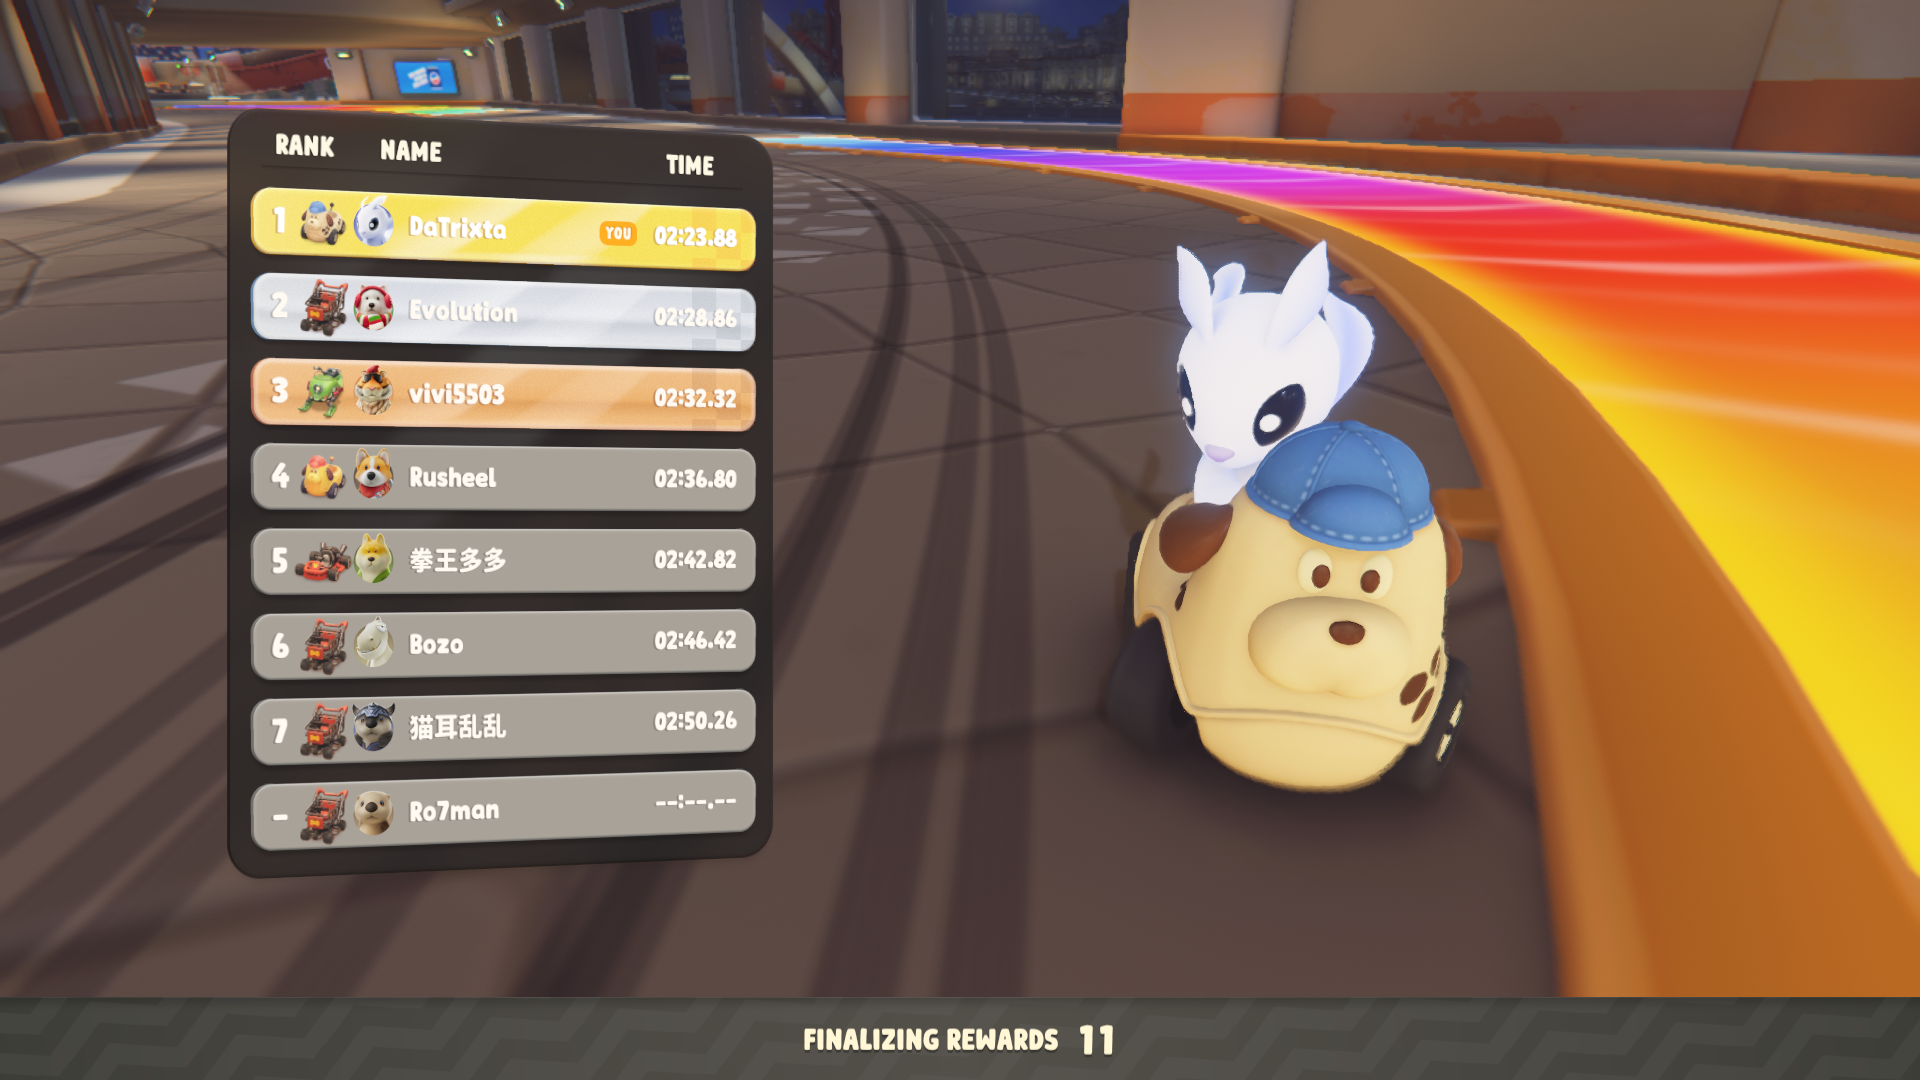 RANK NAME TIME
1 DaTrixta YOU 02:23.88
2 Evolution 02:28.86
3 vivi5503 02:32.32
4 Rusheel 02:36.80
5 拳王多多 02:42.82
6 Bozo 02:46.42
7 猫耳乱乱 02:50.26
- Ro7man --:--.--
FINALIZING REWARDS 11